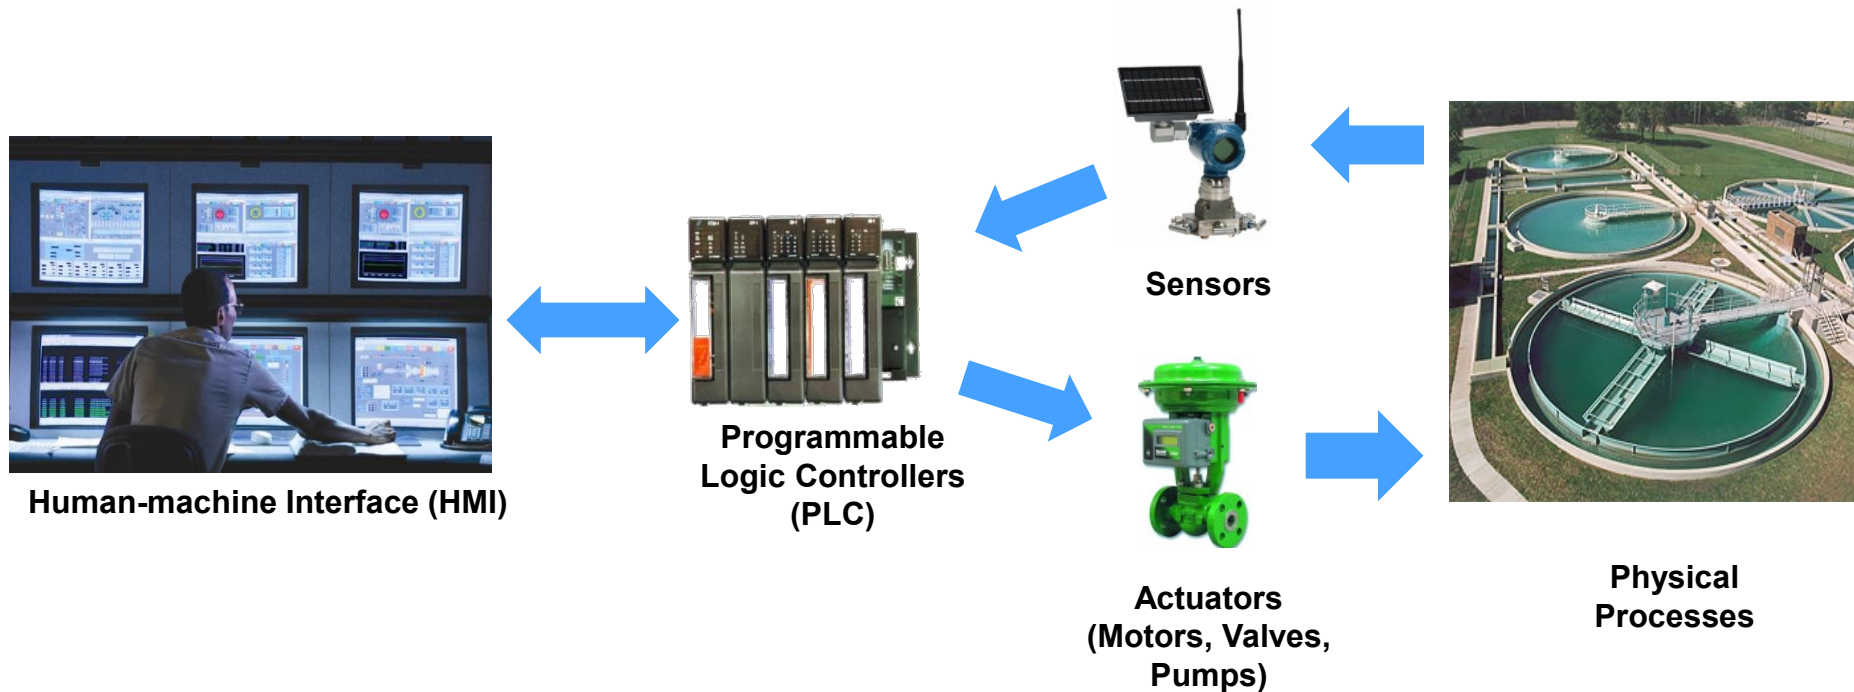 Human-machine Interface (HMI)
Programmable
Logic Controllers
(PLC)
Sensors
Actuators
(Motors, Valves,
Pumps)
Physical
Processes